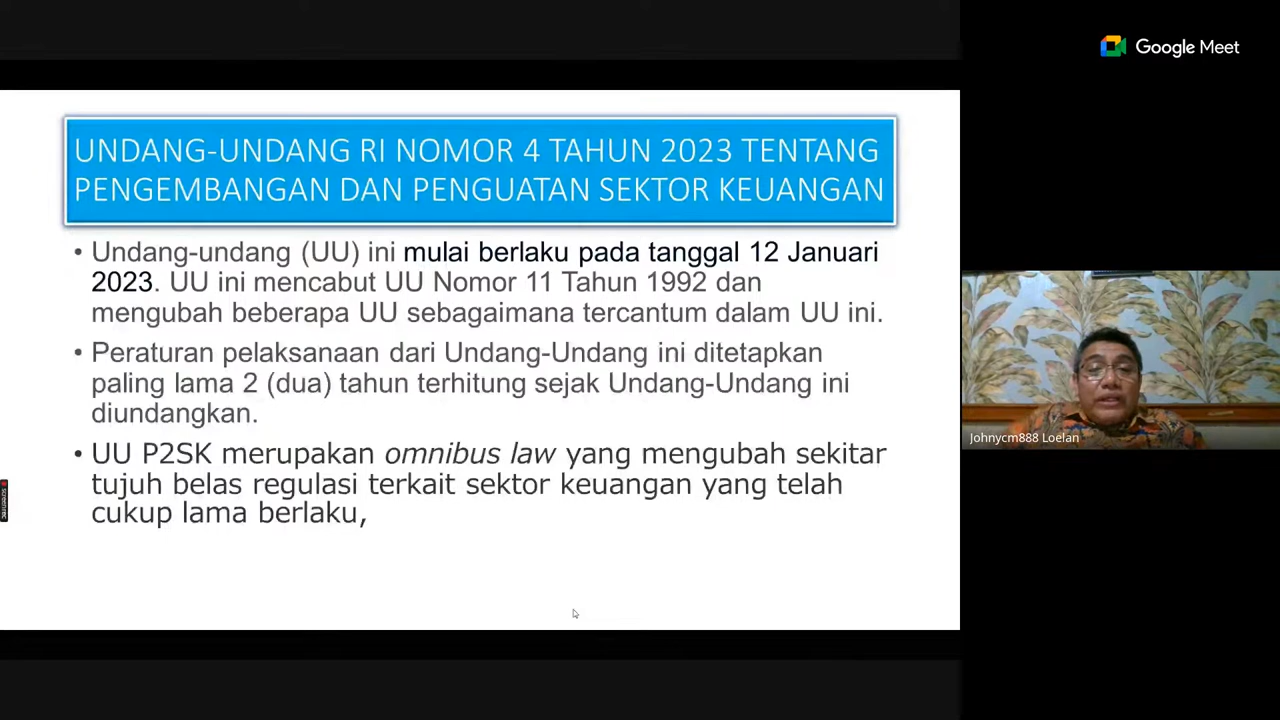 Google Meet
UNDANG-UNDANG RI NOMOR 4 TAHUN 2023 TENTANG
PENGEMBANGAN DAN PENGUATAN SEKTOR KEUANGAN
• Undang-undang (UU) ini mulai berlaku pada tanggal 12 Januari
2023. UU ini mencabut UU Nomor 11 Tahun 1992 dan
mengubah beberapa UU sebagaimana tercantum dalam UU ini.
• Peraturan pelaksanaan dari Undang-Undang ini ditetapkan
paling lama 2 (dua) tahun terhitung sejak Undang-Undang ini
diundangkan.
• UU P2SK merupakan omnibus law yang mengubah sekitar
tujuh belas regulasi terkait sektor keuangan yang telah
cukup lama berlaku,
Johnycm888 Loelan